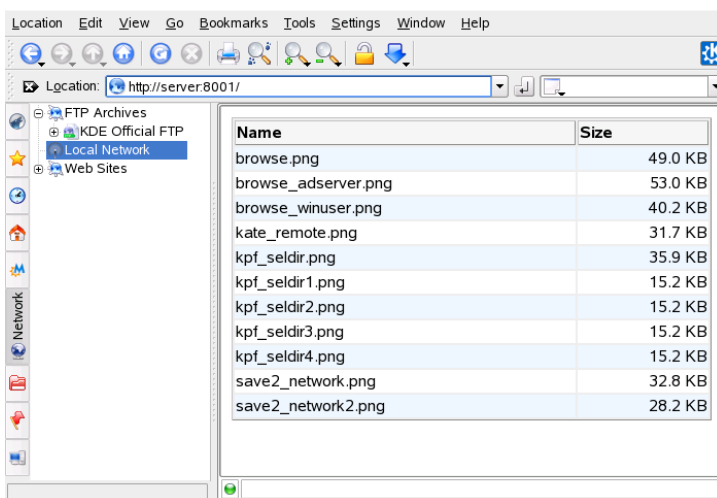 Location Edit View Go Bookmarks Tools Settings Window Help
Location: http://server:8001/
FTP Archives
KDE Official FTP
Local Network
Web Sites
Network
Name Size
browse.png 49.0 KB
browse_adserver.png 53.0 KB
browse_winuser.png 40.2 KB
kate_remote.png 31.7 KB
kpf_seldir.png 35.9 KB
kpf_seldir1.png 15.2 KB
kpf_seldir2.png 15.2 KB
kpf_seldir3.png 15.2 KB
kpf_seldir4.png 15.2 KB
save2_network.png 32.8 KB
save2_network2.png 28.2 KB